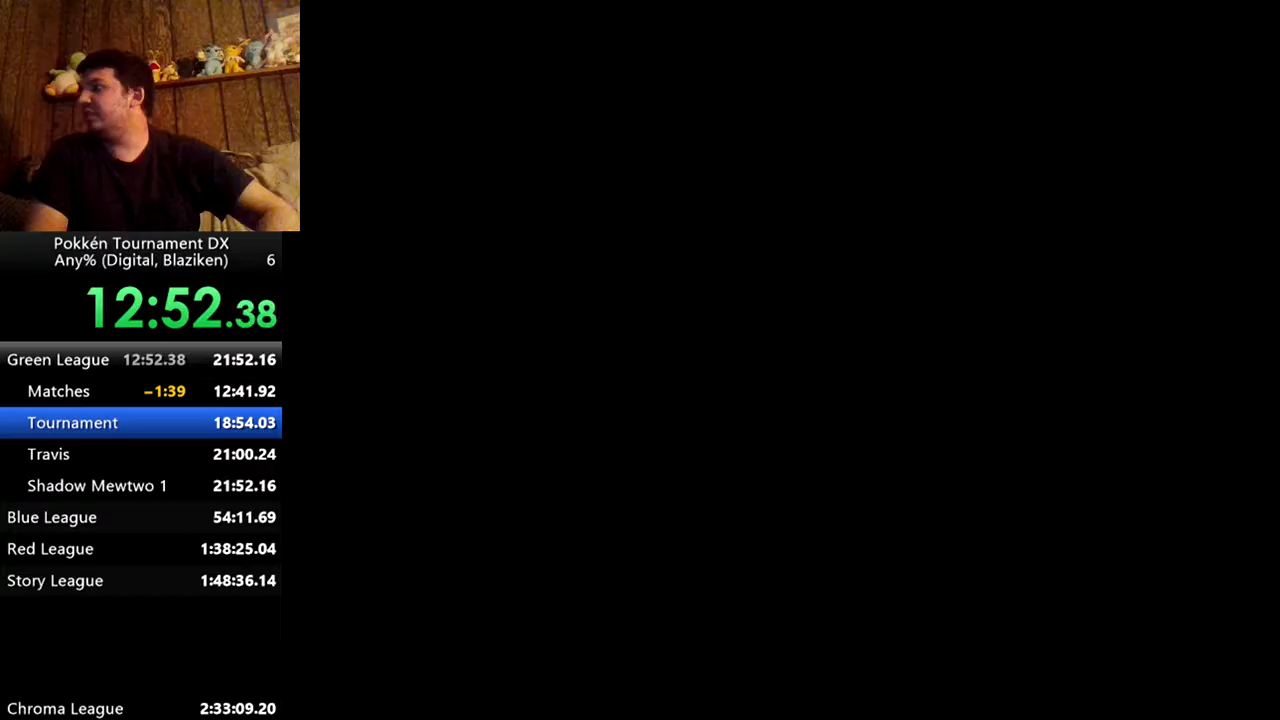 Pokkén Tournament DX
Any% (Digital, Blaziken) 6
12:52.38
Green League 12:52.38 21:52.16
Matches −1:39 12:41.92
Tournament 18:54.03
Travis 21:00.24
Shadow Mewtwo 1 21:52.16
Blue League 54:11.69
Red League 1:38:25.04
Story League 1:48:36.14
Chroma League 2:33:09.20